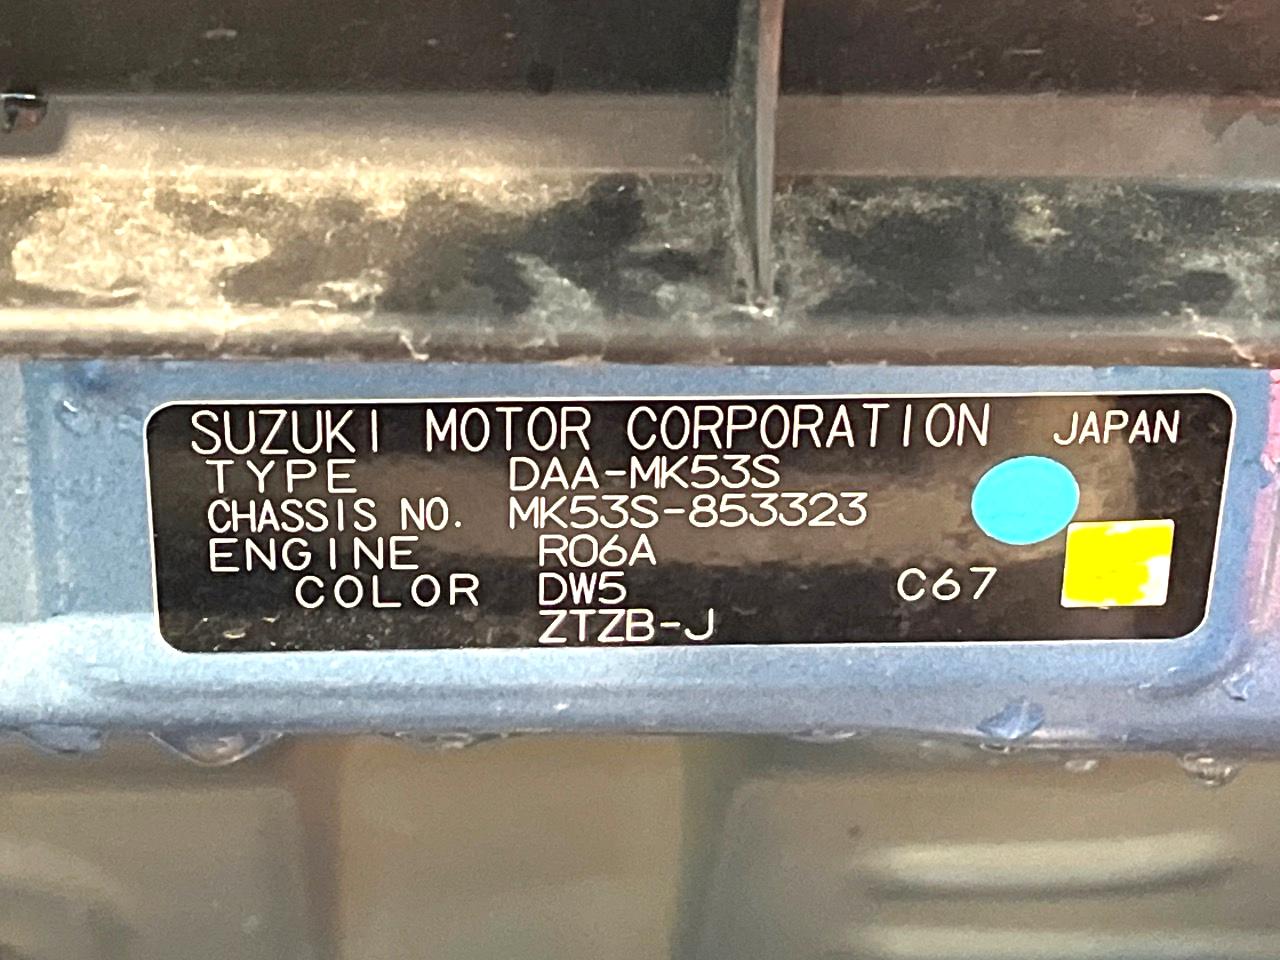 SUZUKI MOTOR CORPORATION JAPAN
TYPE DAA-MK53S
CHASSIS NO. MK53S-853323
ENGINE R06A
COLOR DW5 C67
ZTZB-J